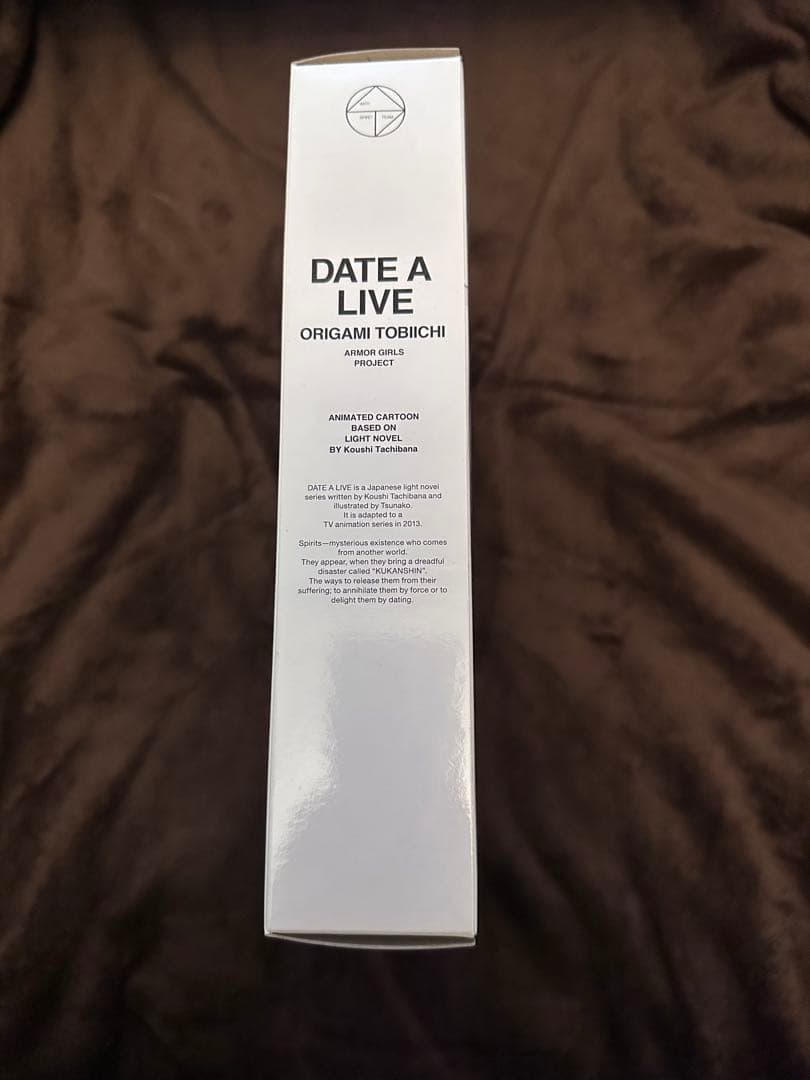 ANTI
SPIRIT TEAM
DATE A
LIVE
ORIGAMI TOBIICHI
ARMOR GIRLS
PROJECT
ANIMATED CARTOON
BASED ON
LIGHT NOVEL
BY Koushi Tachibana
DATE A LIVE is a Japanese light novel
series written by Koushi Tachibana and
illustrated by Tsunako.
It is adapted to a
TV animation series in 2013.
Spirits—mysterious existence who comes
from another world.
They appear, when they bring a dreadful
disaster called "KUKANSHIN".
The ways to release them from their
suffering; to annihilate them by force or to
delight them by dating.